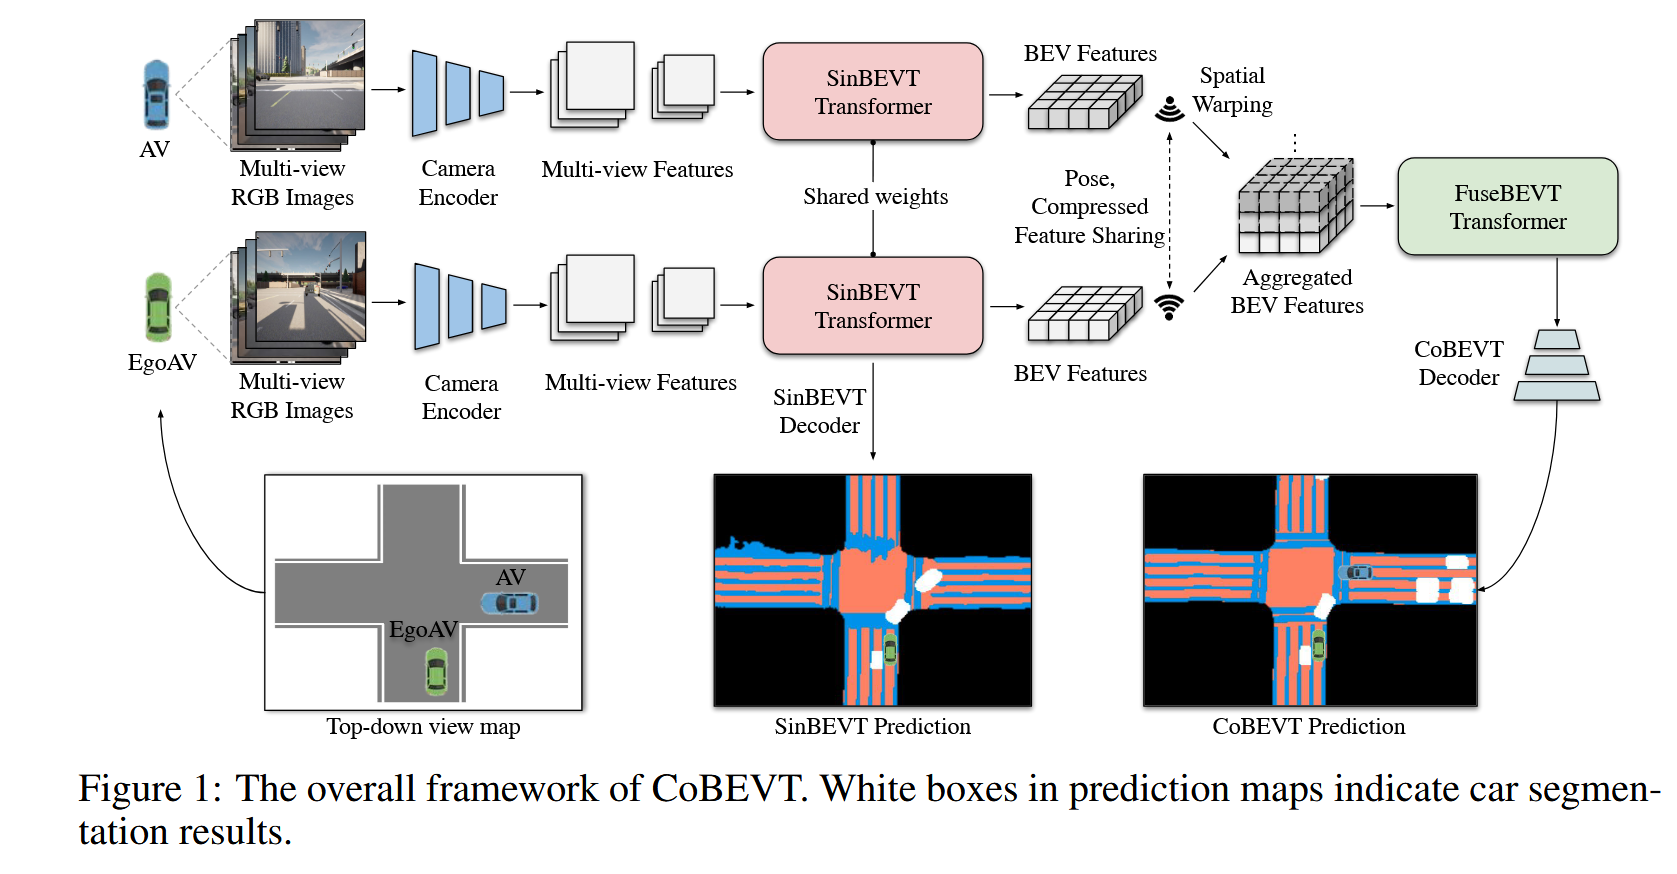 AV
Multi-view
RGB Images
Camera
Encoder
Multi-view Features
SinBEVT
Transformer
BEV Features
Spatial
Warping
Shared weights
Pose,
Compressed
Feature Sharing
Aggregated
BEV Features
FuseBEVT
Transformer
EgoAV
Multi-view
RGB Images
Camera
Encoder
Multi-view Features
SinBEVT
Transformer
BEV Features
SinBEVT
Decoder
CoBEVT
Decoder
AV
EgoAV
Top-down view map
SinBEVT Prediction
CoBEVT Prediction
Figure 1: The overall framework of CoBEVT. White boxes in prediction maps indicate car segmen-
tation results.